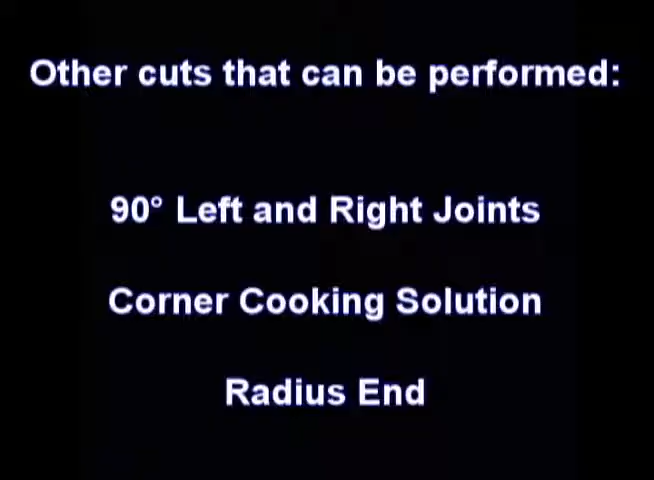 Other cuts that can be performed:
90° Left and Right Joints
Corner Cooking Solution
Radius End